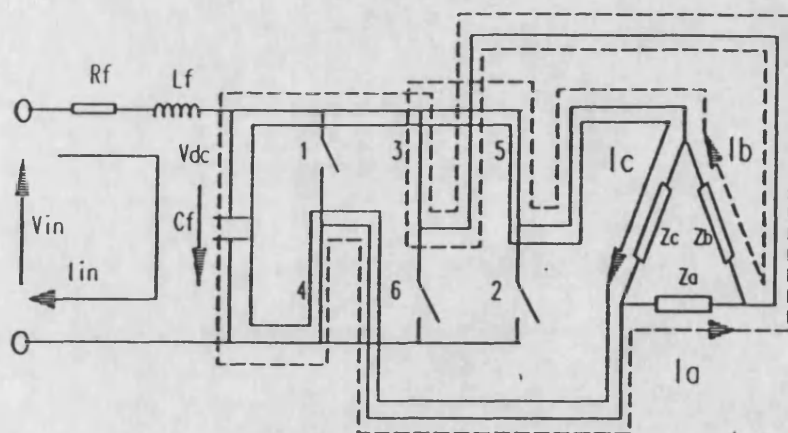 Rf Lf
Vdc 1 3 5 Ic Ib
Vin Cf Zc Zb
Iin 4 6 2 Za
Ia